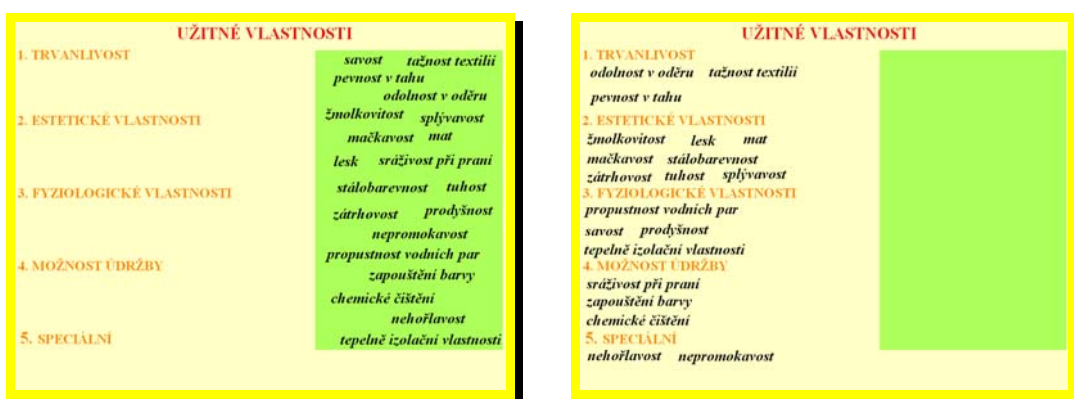 UŽITNÉ VLASTNOSTI
1. TRVANLIVOST
savost tažnost textilií
pevnost v tahu
odolnost v oděru
2. ESTETICKÉ VLASTNOSTI
žmolkovitost splývavost
mačkavost mat
lesk sráživost při praní
3. FYZIOLOGICKÉ VLASTNOSTI
stálobarevnost tuhost
zátrhovost prodyšnost
nepromokavost
propustnost vodních par
4. MOŽNOST ÚDRŽBY
zapouštění barvy
chemické čištění
nehořlavost
5. SPECIÁLNÍ
tepelně izolační vlastnosti
UŽITNÉ VLASTNOSTI
1. TRVANLIVOST
odolnost v oděru tažnost textilií
pevnost v tahu
2. ESTETICKÉ VLASTNOSTI
žmolkovitost lesk mat
mačkavost stálobarevnost
zátrhovost tuhost splývavost
3. FYZIOLOGICKÉ VLASTNOSTI
propustnost vodních par
savost prodyšnost
tepelně izolační vlastnosti
4. MOŽNOST ÚDRŽBY
sráživost při praní
zapouštění barvy
chemické čištění
5. SPECIÁLNÍ
nehořlavost nepromokavost